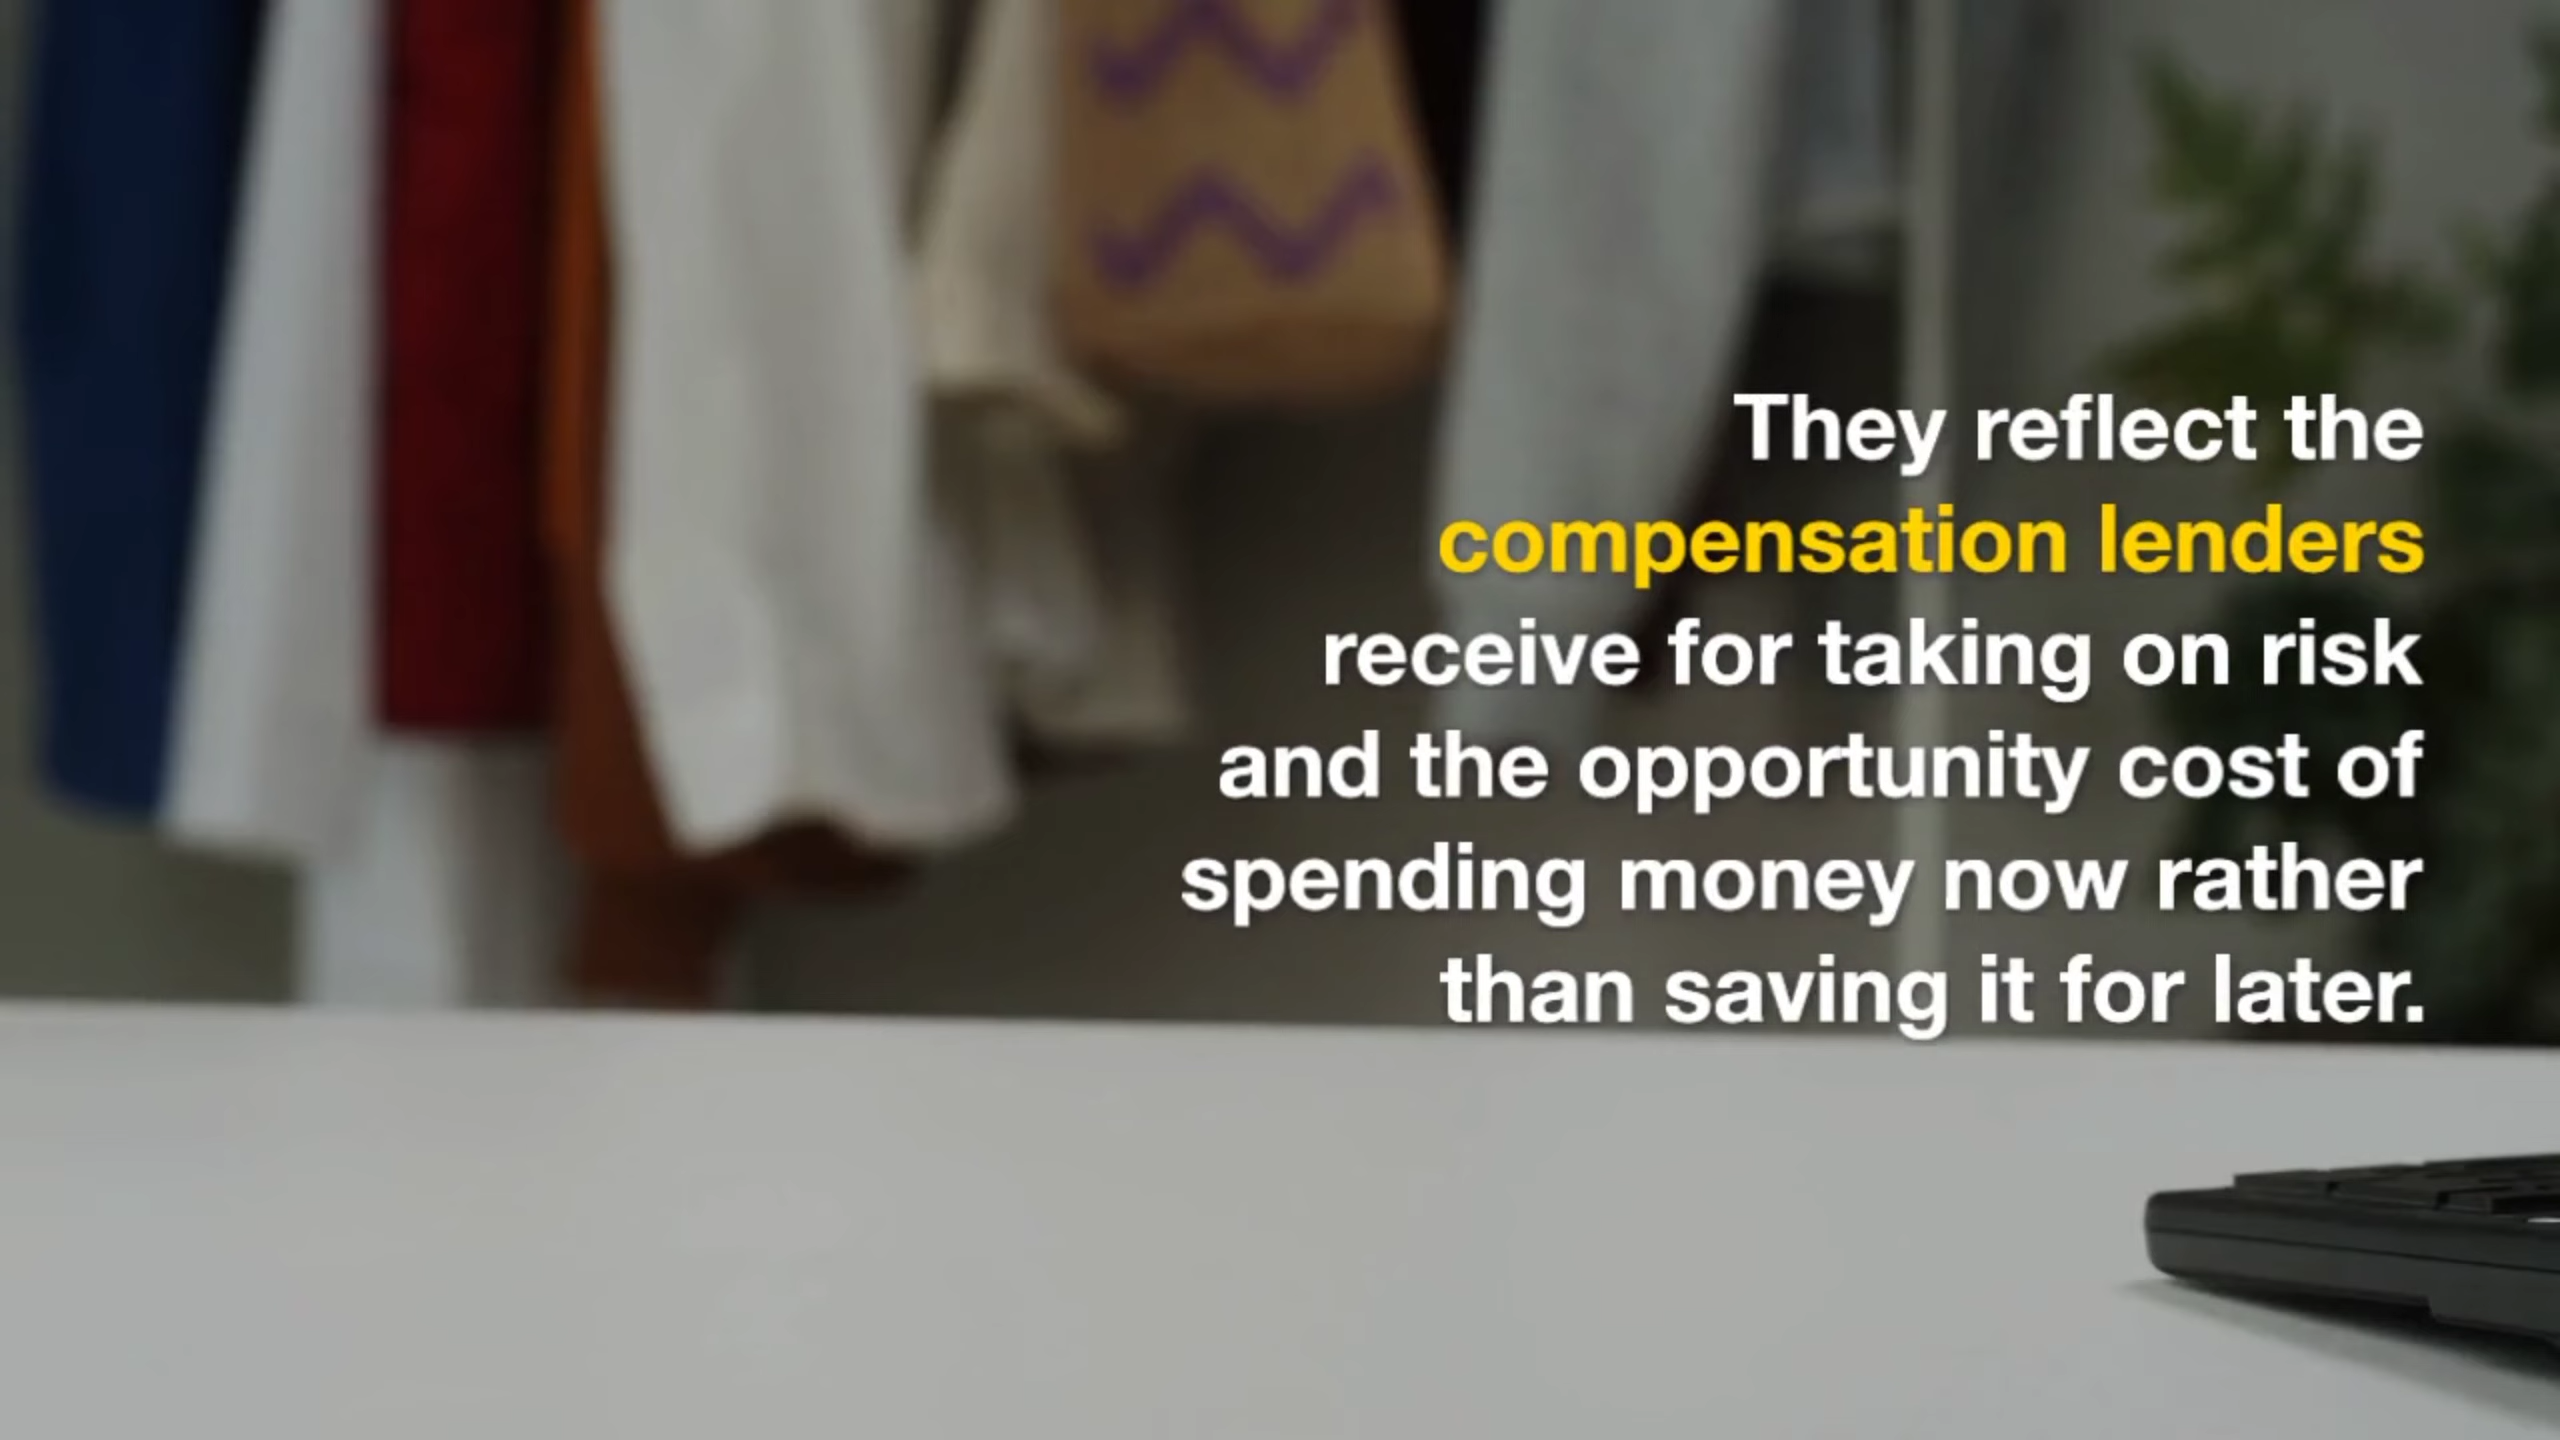 They reflect the
compensation lenders
receive for taking on risk
and the opportunity cost of
spending money now rather
than saving it for later.